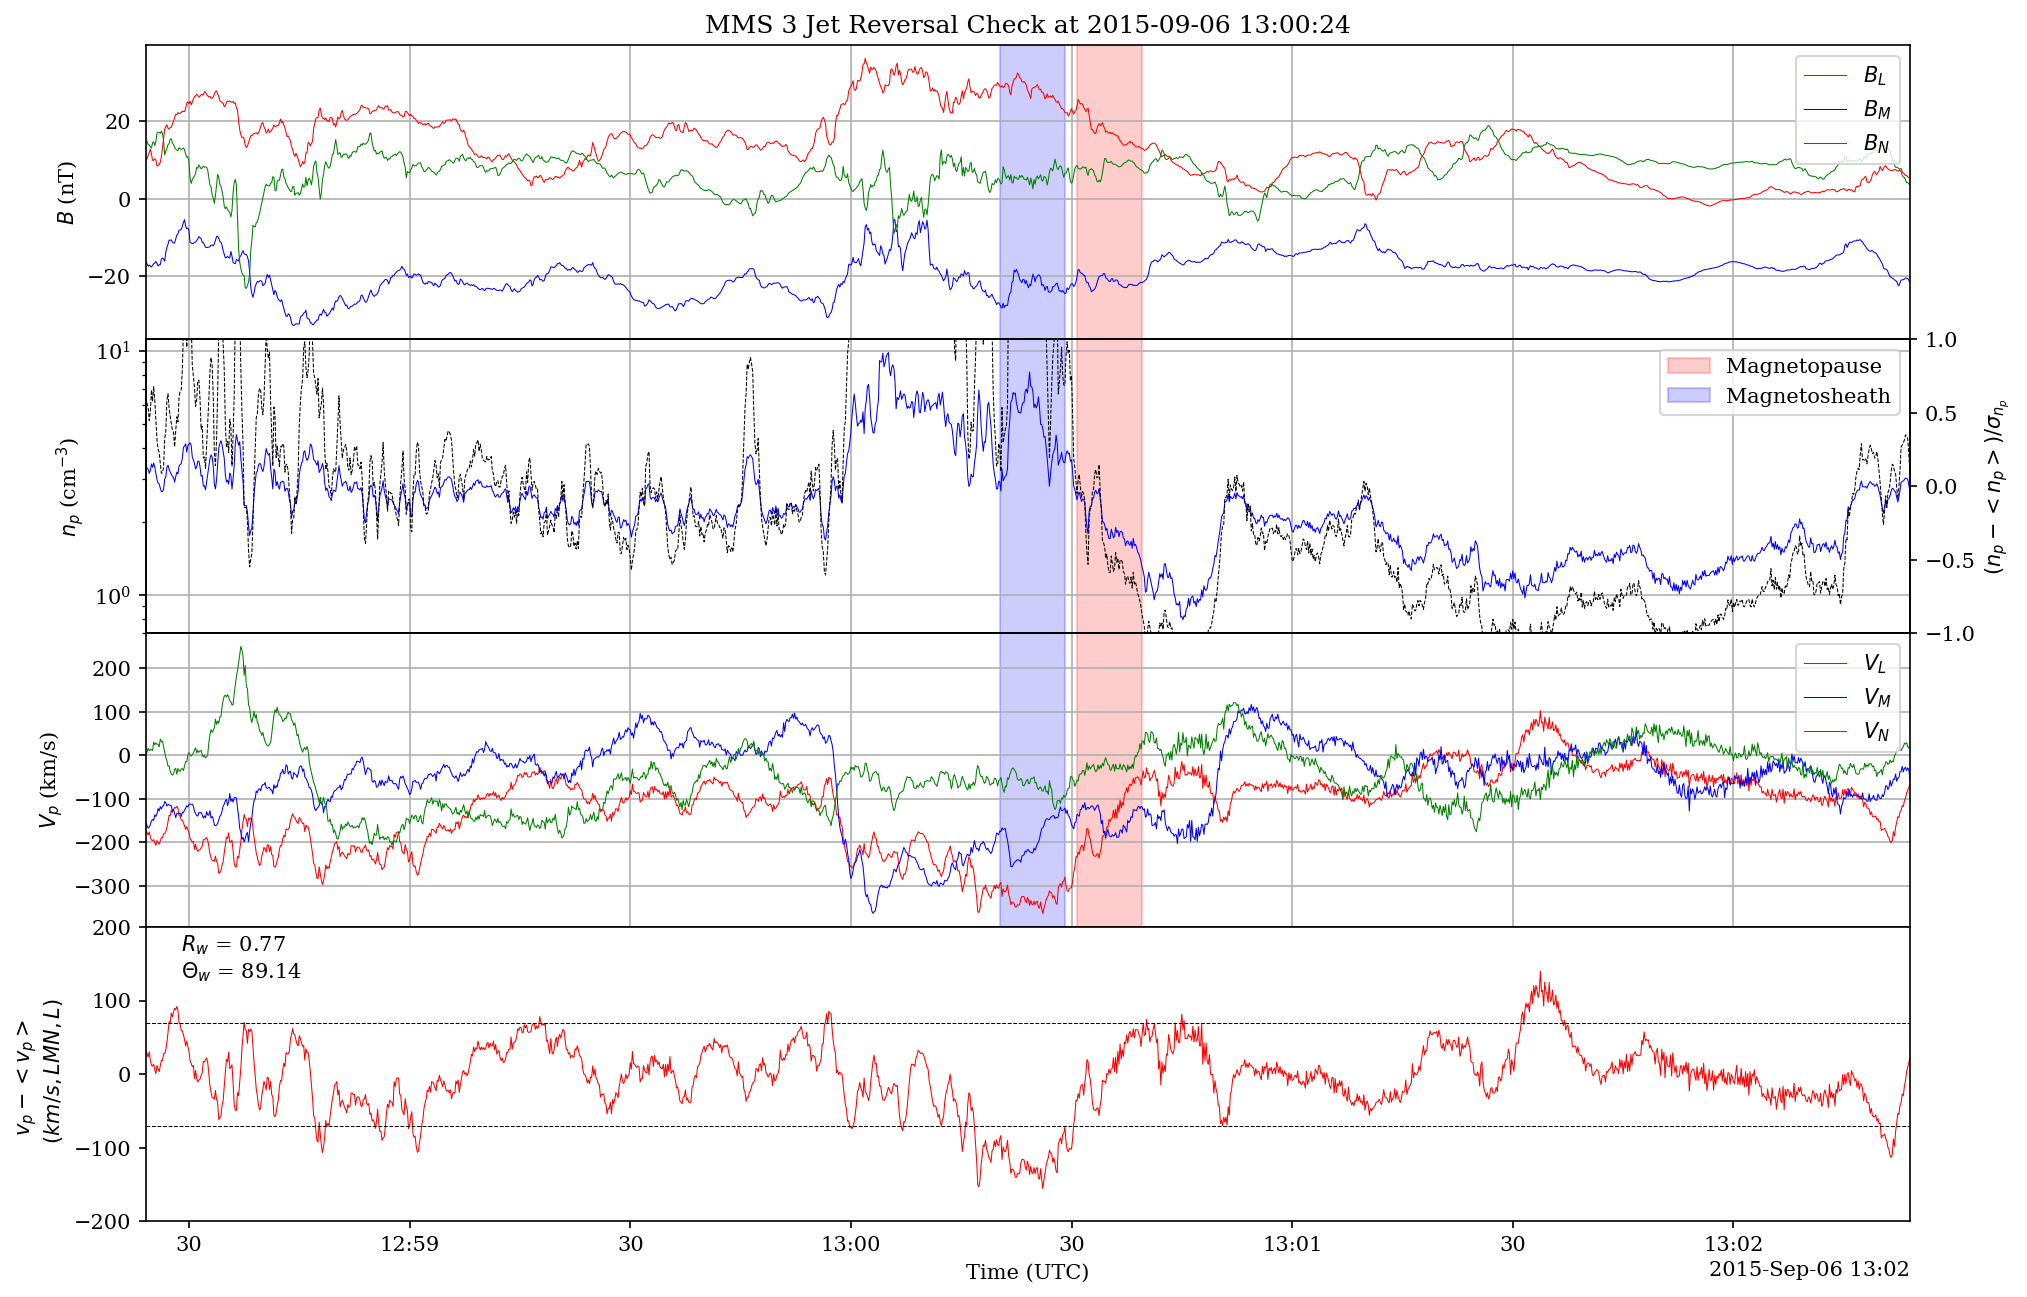 MMS 3 Jet Reversal Check at 2015-09-06 13:00:24
B (nT)
20
0
−20
B_L
B_M
B_N
n_p (cm^{−3})
10^1
10^0
1.0
0.5
0.0
−0.5
−1.0
(n_p − < n_p >)/σ_{n_p}
Magnetopause
Magnetosheath
V_p (km/s)
200
100
0
−100
−200
−300
V_L
V_M
V_N
v_p − < v_p >
(km/s, LMN, L)
200
100
0
−100
−200
R_w = 0.77
Θ_w = 89.14
30
12:59
30
13:00
30
13:01
30
13:02
Time (UTC)
2015-Sep-06 13:02